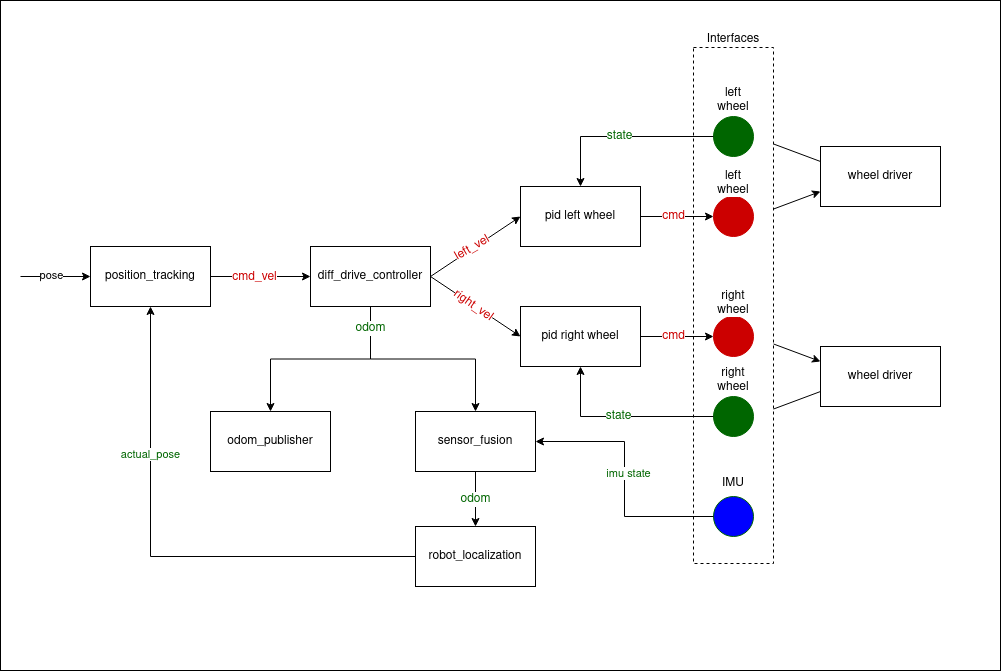 Interfaces
left
wheel
state
left
wheel
wheel driver
pid left wheel
cmd
left_vel
pose
position_tracking
cmd_vel
diff_drive_controller
right_vel
right
wheel
odom
pid right wheel
cmd
right
wheel
wheel driver
state
odom_publisher
sensor_fusion
actual_pose
imu state
IMU
odom
robot_localization